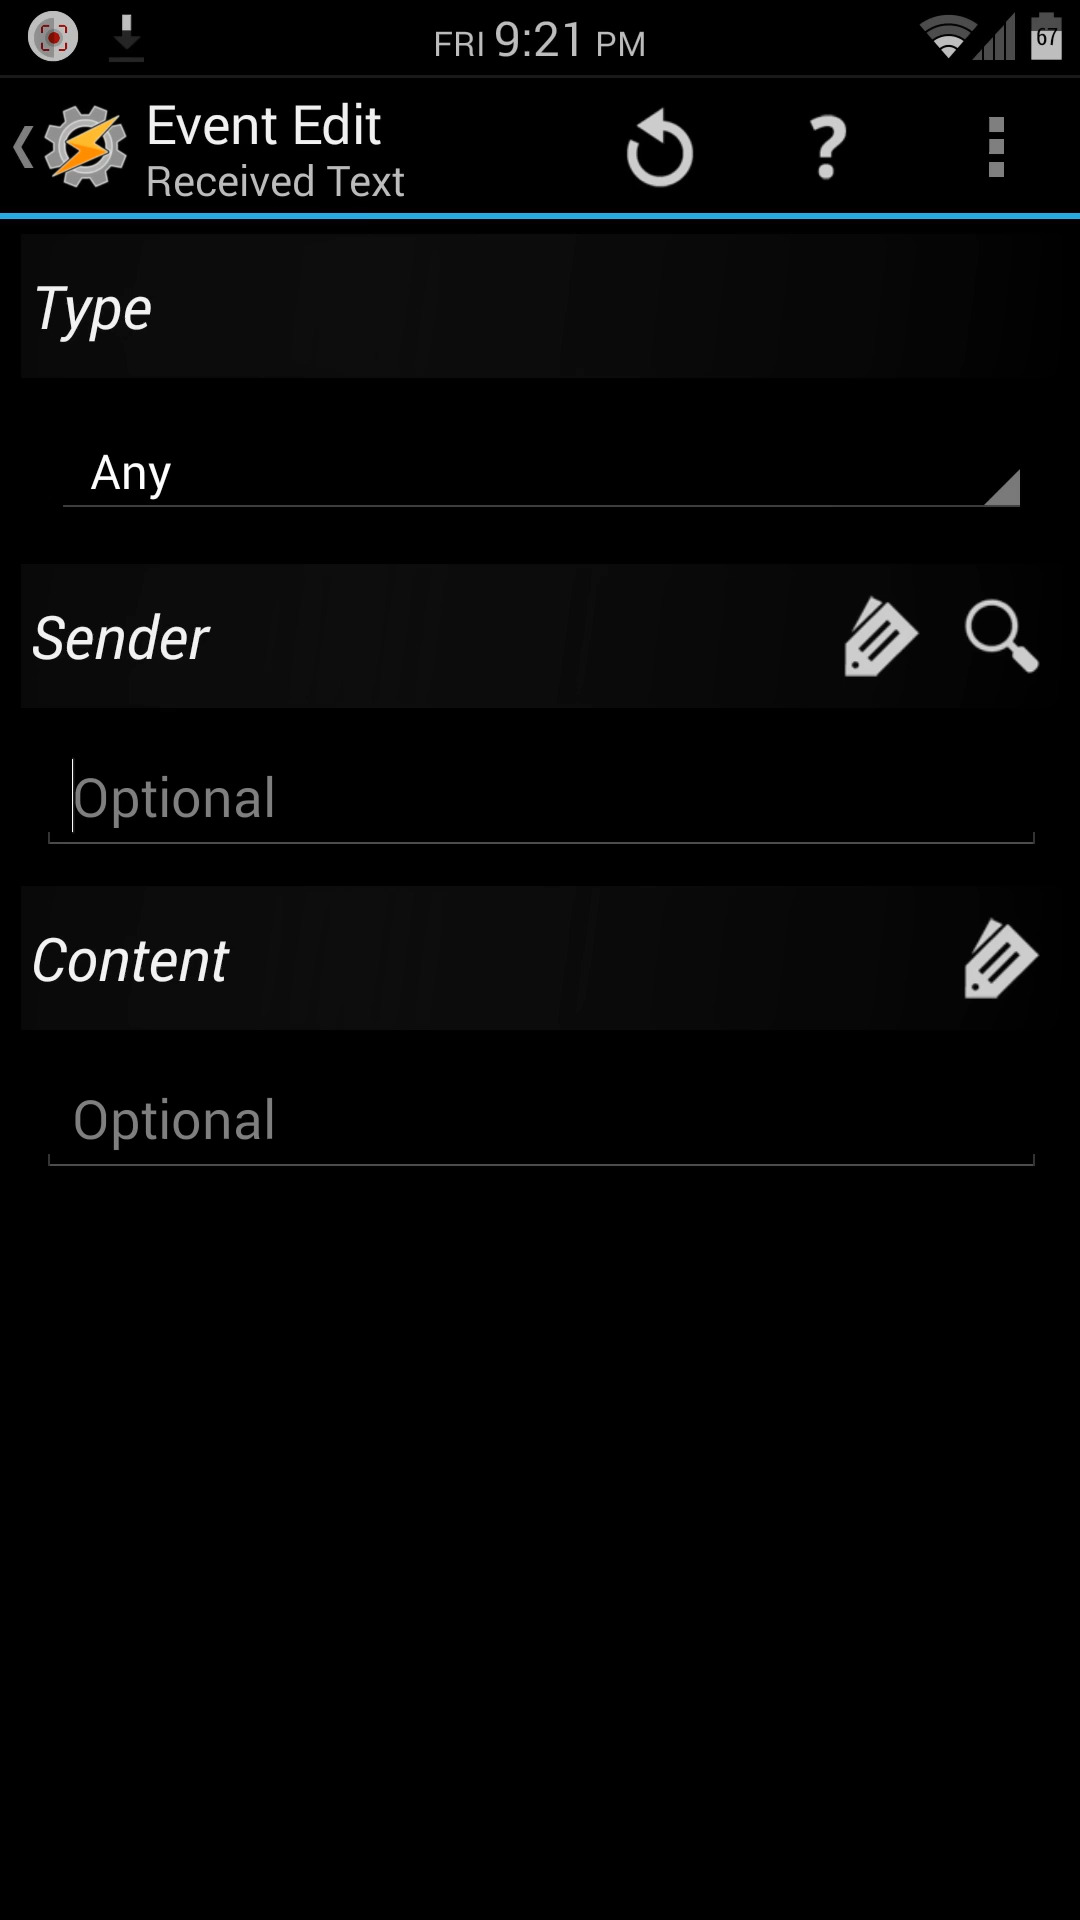 FRI 9:21 PM
67
Event Edit
Received Text
?
Type
Any
Sender
Optional
Content
Optional